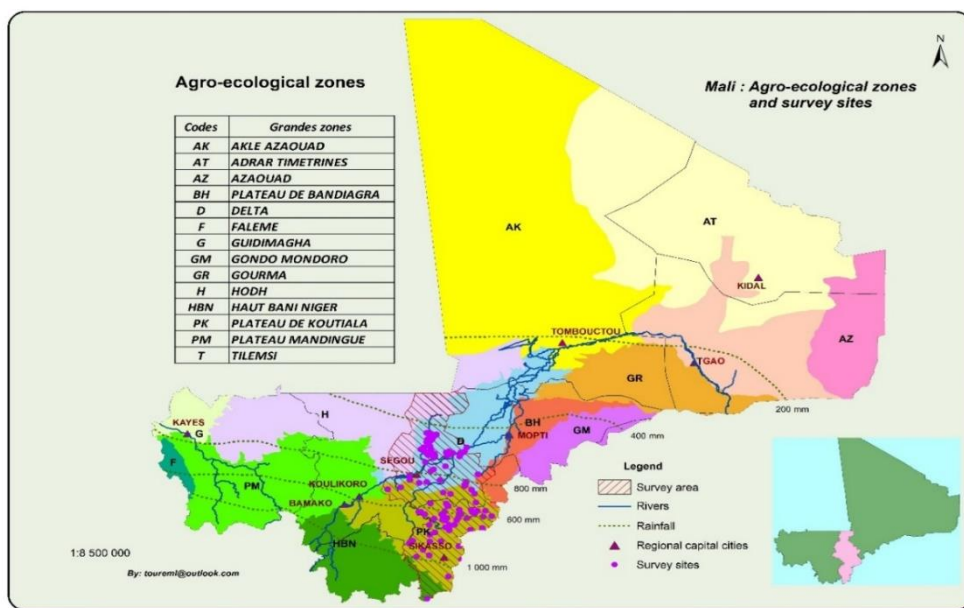 Agro-ecological zones
N
Mali : Agro-ecological zones
and survey sites
Codes Grandes zones
AK AKLE AZAOUAD
AT ADRAR TIMETRINES
AZ AZAOUAD
BH PLATEAU DE BANDIAGRA
D DELTA
F FALEME
G GUIDIMAGHA
GM GONDO MONDORO
GR GOURMA
H HODH
HBN HAUT BANI NIGER
PK PLATEAU DE KOUTIALA
PM PLATEAU MANDINGUE
T TILEMSI
AK
AT
KIDAL
TOMBOUCTOU
AZ
TGAO
GR
200 mm
H
KAYES
G
BH
D
MOPTI
GM
400 mm
SEGOU
F
PM
KOULIKORO
800 mm
BAMAKO
600 mm
PK
HBN
SIKASSO
1 000 mm
Legend
Survey area
Rivers
Rainfall
Regional capital cities
Survey sites
1:8 500 000
By: toureml@outlook.com